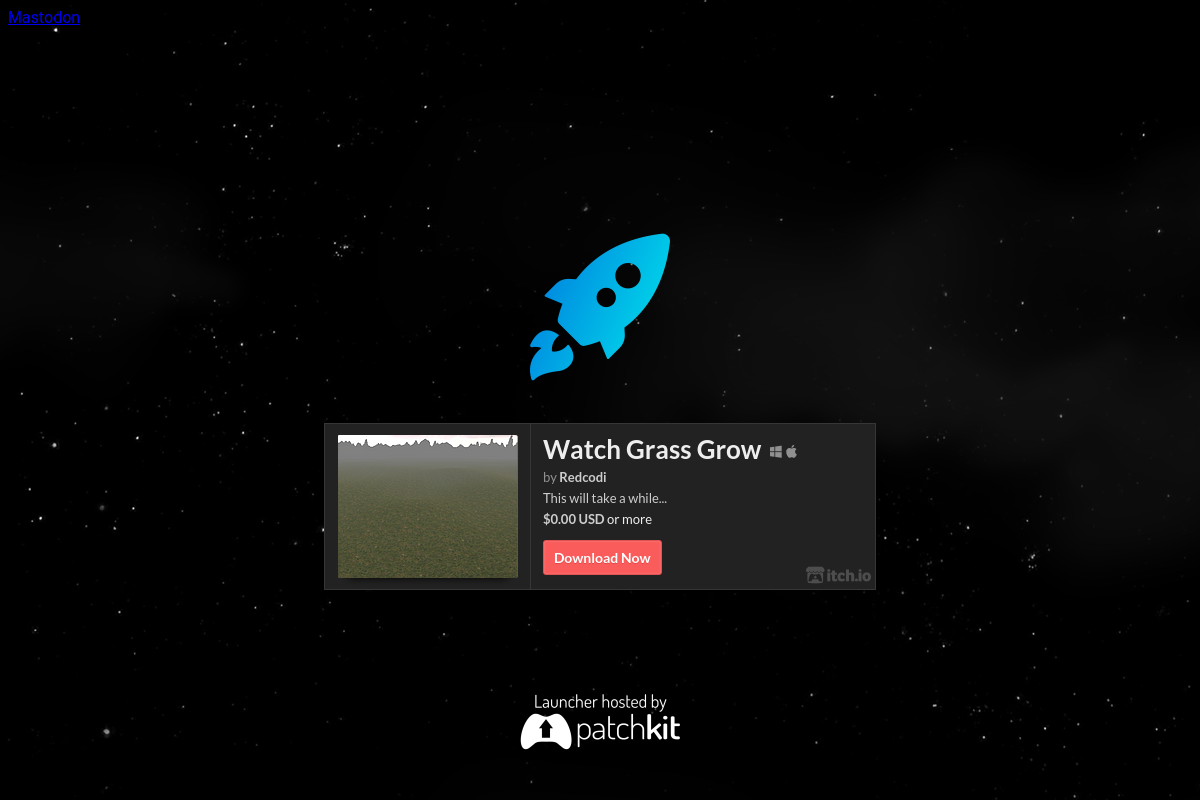 Mastodon
Watch Grass Grow
by Redcodi
This will take a while...
$0.00 USD or more
Download Now
itch.io
Launcher hosted by
patchkit